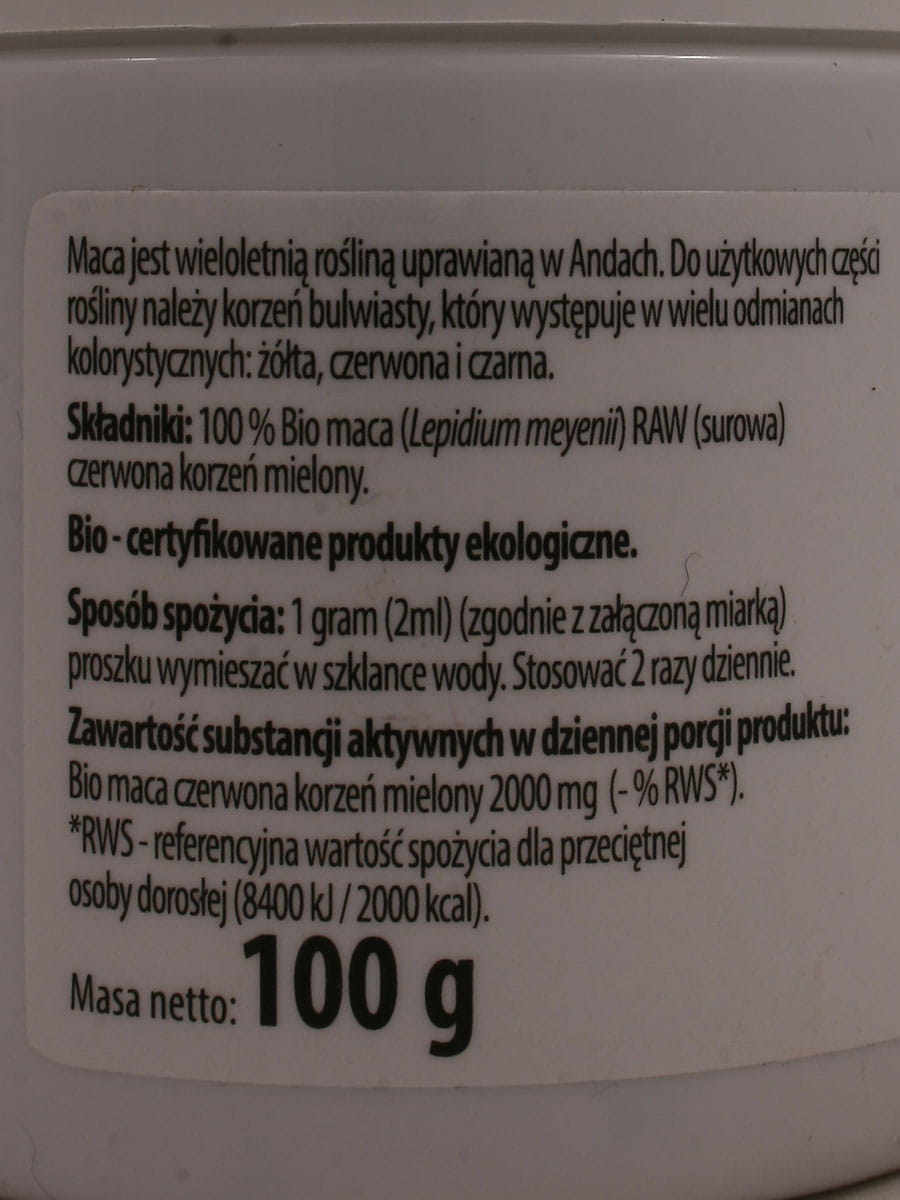 Maca jest wieloletnią rośliną uprawianą w Andach. Do użytkowych części
rośliny należy korzeń bulwiasty, który występuje w wielu odmianach
kolorystycznych: żółta, czerwona i czarna.
Składniki: 100 % Bio maca (Lepidium meyenii) RAW (surowa)
czerwona korzeń mielony.
Bio - certyfikowane produkty ekologiczne.
Sposób spożycia: 1 gram (2ml) (zgodnie z załączoną miarką)
proszku wymieszać w szklance wody. Stosować 2 razy dziennie.
Zawartość substancji aktywnych w dziennej porcji produktu:
Bio maca czerwona korzeń mielony 2000 mg (- % RWS*).
*RWS - referencyjna wartość spożycia dla przeciętnej
osoby dorosłej (8400 kJ / 2000 kcal).
Masa netto: 100 g